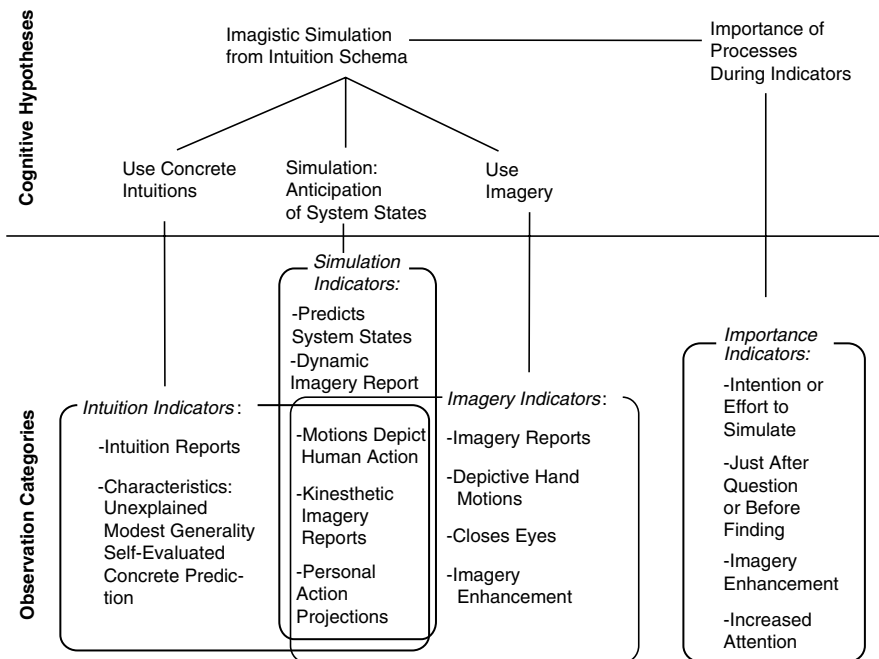 Cognitive Hypotheses
Imagistic Simulation
from Intuition Schema
Importance of
Processes
During Indicators
Use Concrete
Intuitions
Simulation:
Anticipation
of System States
Use
Imagery
Observation Categories
Simulation
Indicators:
-Predicts
System States
-Dynamic
Imagery Report
Intuition Indicators:
-Intuition Reports
-Characteristics:
Unexplained
Modest Generality
Self-Evaluated
Concrete Predic-
tion
-Motions Depict
Human Action
-Kinesthetic
Imagery
Reports
-Personal
Action
Projections
Imagery Indicators:
-Imagery Reports
-Depictive Hand
Motions
-Closes Eyes
-Imagery
Enhancement
Importance
Indicators:
-Intention or
Effort to
Simulate
-Just After
Question
or Before
Finding
-Imagery
Enhancement
-Increased
Attention